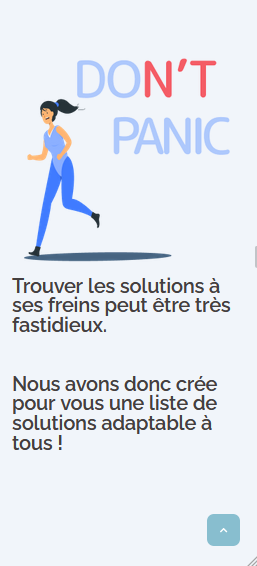 DON'T
PANIC
Trouver les solutions à
ses freins peut être très
fastidieux.
Nous avons donc crée
pour vous une liste de
solutions adaptable à
tous !